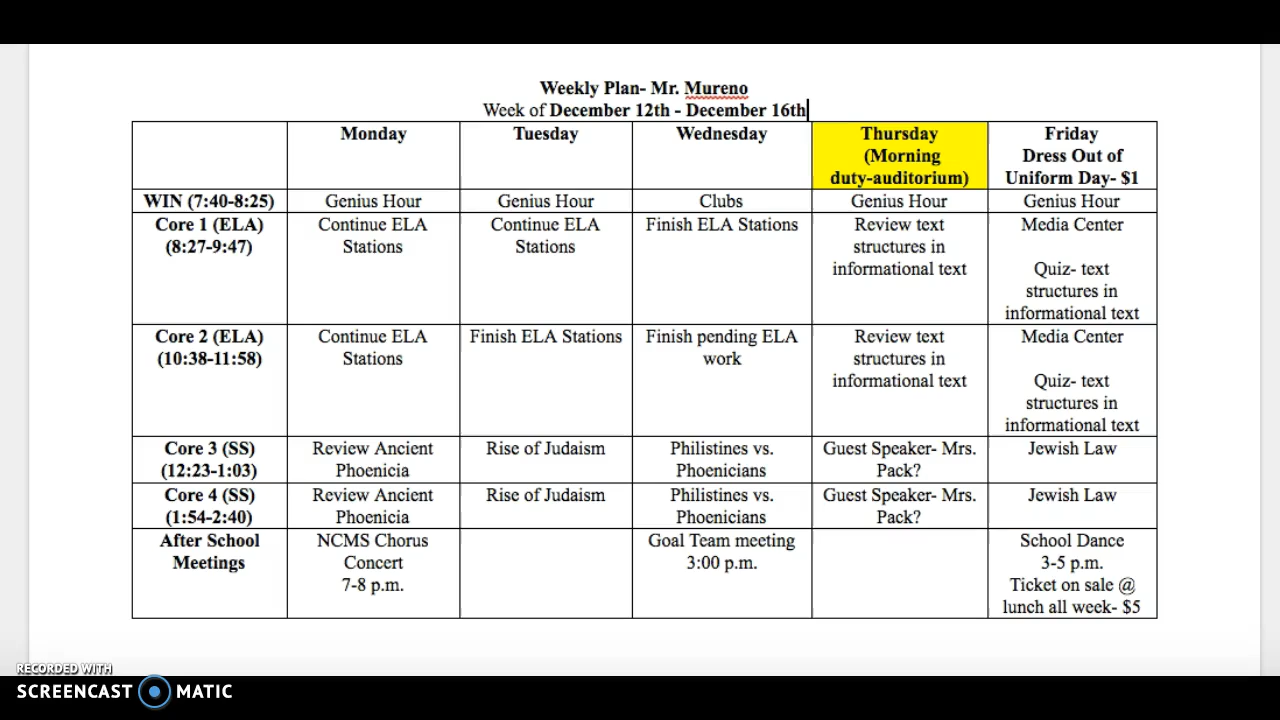 Weekly Plan- Mr. Mureno
Week of December 12th - December 16th
Monday
Tuesday
Wednesday
Thursday
(Morning
duty-auditorium)
Friday
Dress Out of
Uniform Day- $1
WIN (7:40-8:25)
Genius Hour
Genius Hour
Clubs
Genius Hour
Genius Hour
Core 1 (ELA)
(8:27-9:47)
Continue ELA
Stations
Continue ELA
Stations
Finish ELA Stations
Review text
structures in
informational text
Media Center
Quiz- text
structures in
informational text
Core 2 (ELA)
(10:38-11:58)
Continue ELA
Stations
Finish ELA Stations
Finish pending ELA
work
Review text
structures in
informational text
Media Center
Quiz- text
structures in
informational text
Core 3 (SS)
(12:23-1:03)
Review Ancient
Phoenicia
Rise of Judaism
Philistines vs.
Phoenicians
Guest Speaker- Mrs.
Pack?
Jewish Law
Core 4 (SS)
(1:54-2:40)
Review Ancient
Phoenicia
Rise of Judaism
Philistines vs.
Phoenicians
Guest Speaker- Mrs.
Pack?
Jewish Law
After School
Meetings
NCMS Chorus
Concert
7-8 p.m.
Goal Team meeting
3:00 p.m.
School Dance
3-5 p.m.
Ticket on sale @
lunch all week- $5
RECORDED WITH
SCREENCAST MATIC